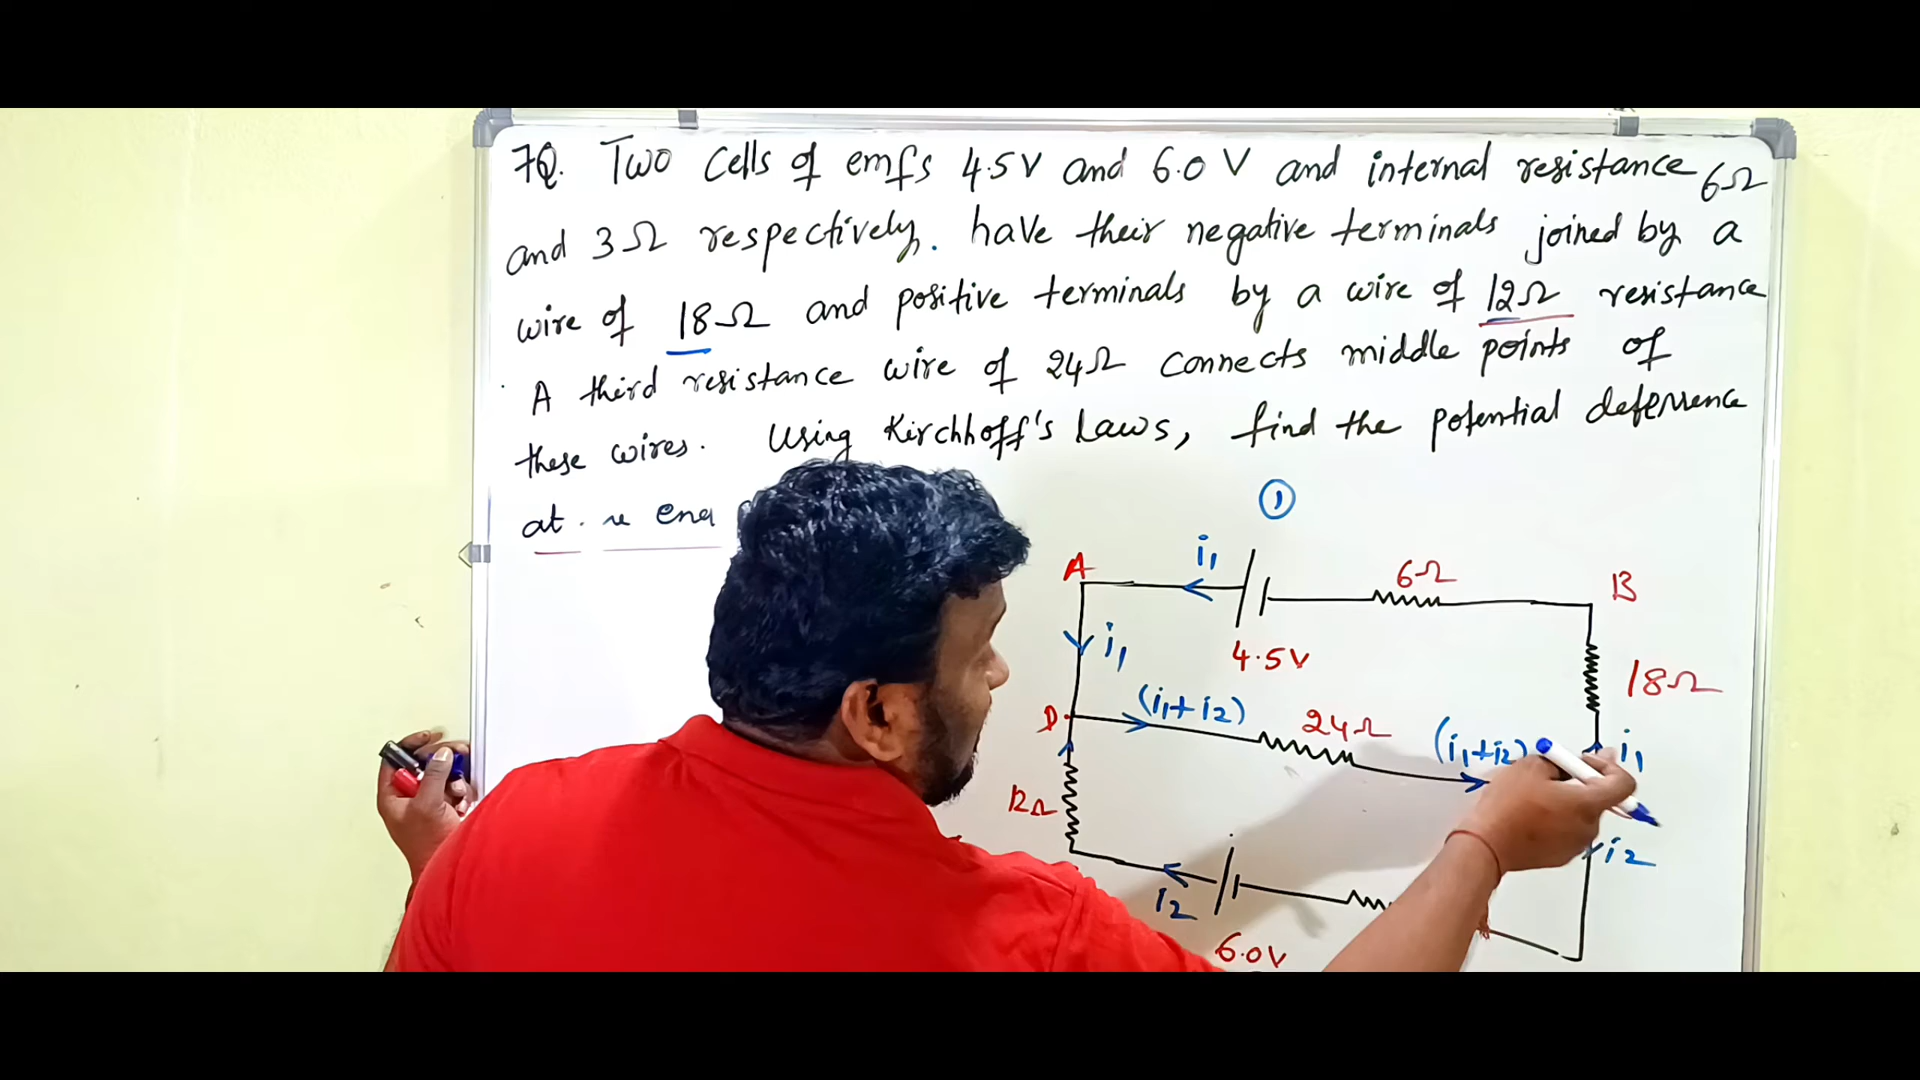 7Q. Two Cells of emfs 4.5V and 6.0 V and internal resistance 6Ω
and 3Ω respectively. have their negative terminals joined by a
wire of 18Ω and positive terminals by a wire of 12Ω resistance
A third resistance wire of 24Ω connects middle points of
these wires. Using Kirchhoff's Laws, find the potential
at
1
A
i1
6Ω
B
4.5V
i1
18Ω
D
(i1+i2)
24Ω
(i1+i2)
i1
12Ω
i2
i2
6.0V